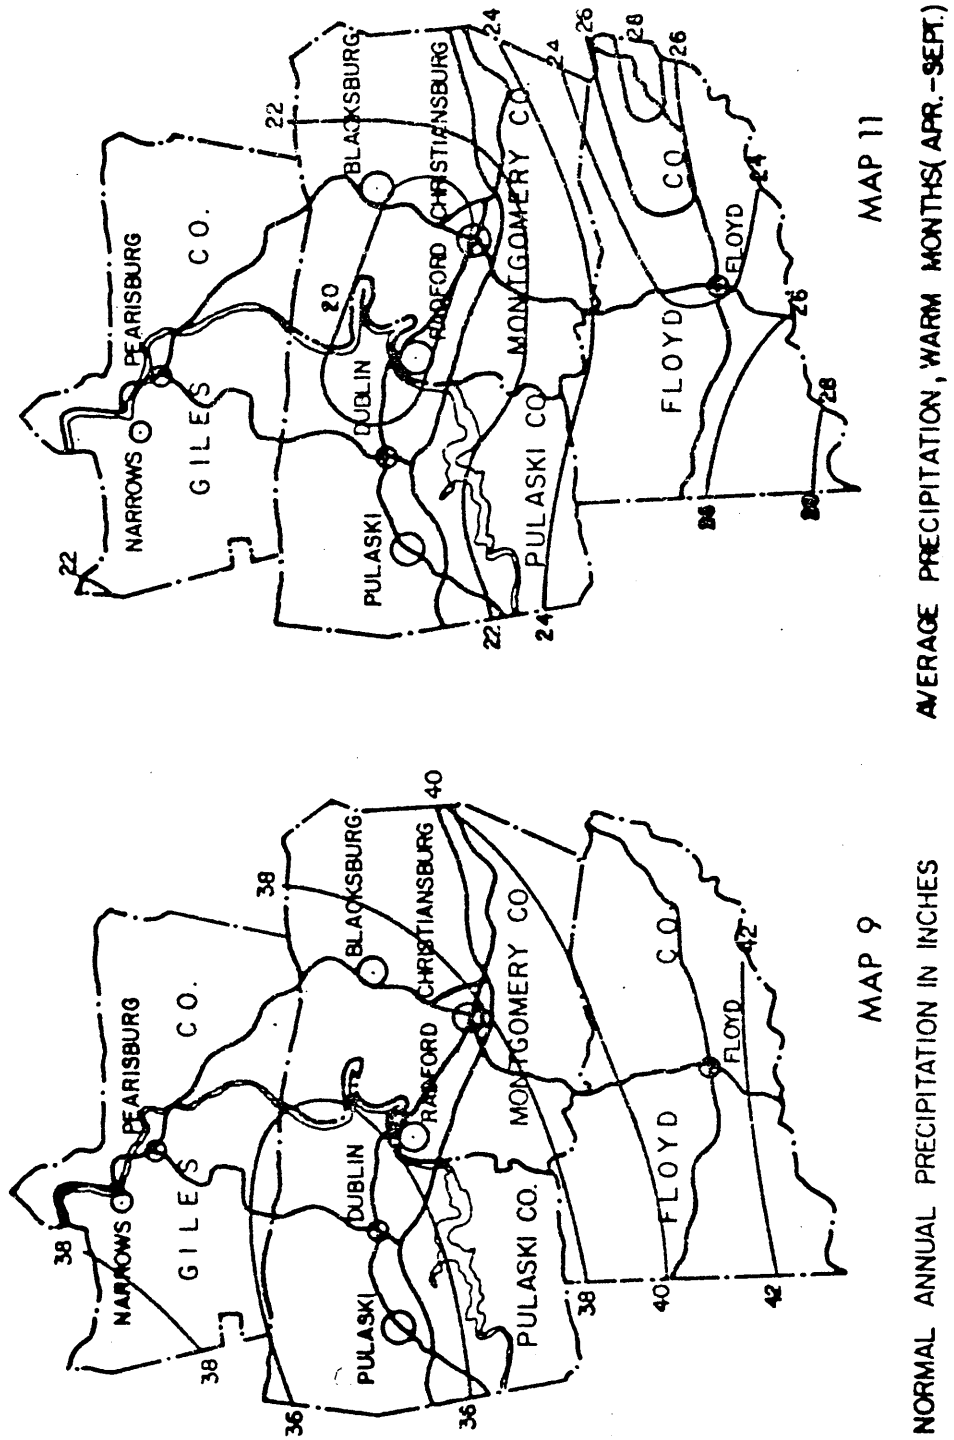 38
NARROWS
PEARISBURG
GILES
CO.
38
38
36
PULASKI
DUBLIN
BLACKSBURG
RADFORD
CHRISTIANSBURG
40
36
PULASKI CO.
MONTGOMERY CO
38
FLOYD
CO.
40
FLOYD
42
42
MAP 9
NORMAL ANNUAL PRECIPITATION IN INCHES
22
NARROWS
PEARISBURG
GILES
CO.
22
20
PULASKI
DUBLIN
BLACKSBURG
RADFORD
CHRISTIANSBURG
24
22
PULASKI CO.
MONTGOMERY CO.
24
24
26
28
26
FLOYD
CO.
FLOYD
24
26
26
28
MAP 11
AVERAGE PRECIPITATION, WARM MONTHS (APR.-SEPT.)